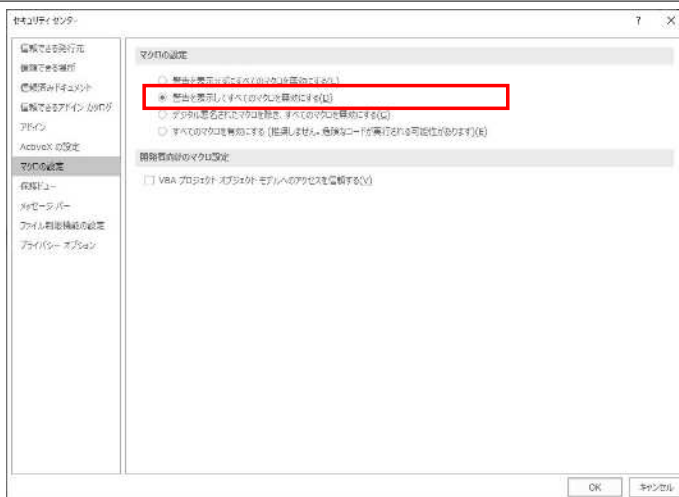 セキュリティ センター
? ×
信頼できる発行元
信頼できる場所
信頼済みドキュメント
信頼できるアドイン カタログ
アドイン
ActiveX の設定
マクロの設定
保護ビュー
メッセージ バー
ファイル制限機能の設定
プライバシー オプション
マクロの設定
警告を表示せずにすべてのマクロを無効にする(L)
警告を表示してすべてのマクロを無効にする(D)
デジタル署名されたマクロを除き、すべてのマクロを無効にする(G)
すべてのマクロを有効にする (推奨しません。危険なコードが実行される可能性があります)(E)
開発者向けのマクロ設定
VBA プロジェクト オブジェクト モデルへのアクセスを信頼する(V)
OK キャンセル